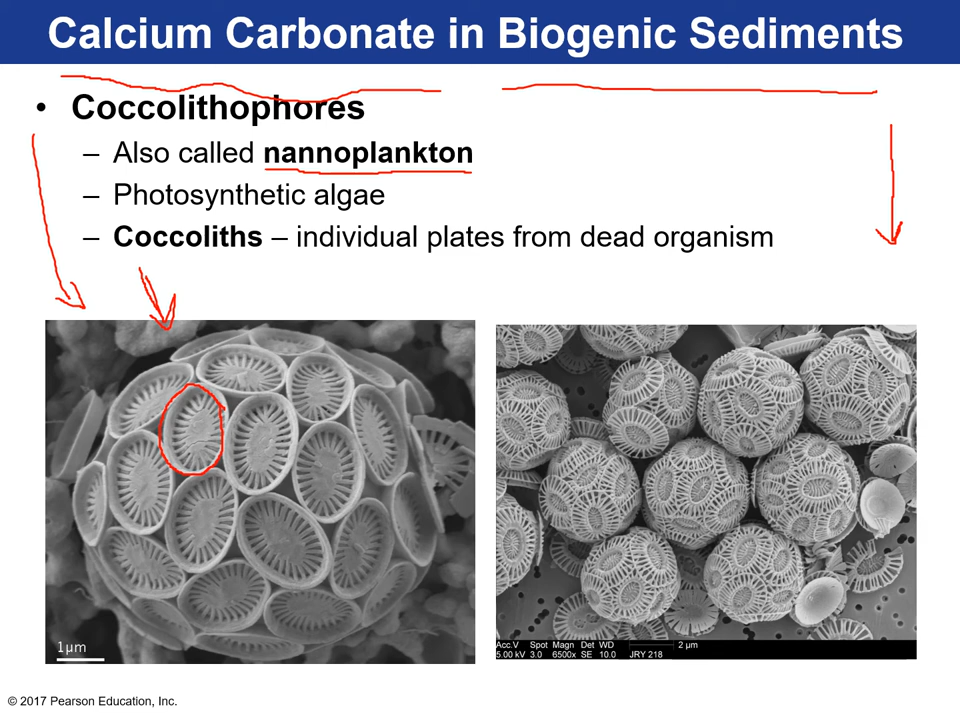 Calcium Carbonate in Biogenic Sediments
• Coccolithophores
– Also called nannoplankton
– Photosynthetic algae
– Coccoliths – individual plates from dead organism
1µm
Acc.V Spot Magn Det WD 2 µm
5.00 kV 3.0 6500x SE 10.0 JRY 218
© 2017 Pearson Education, Inc.